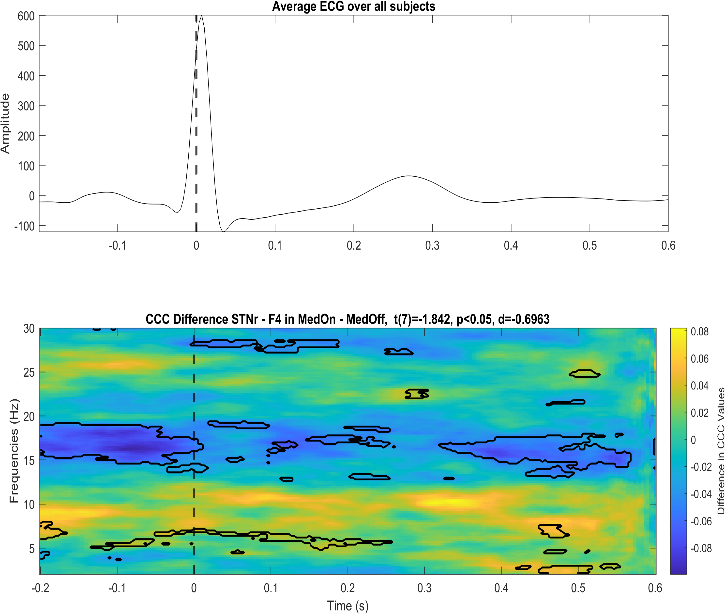 Average ECG over all subjects
600
500
400
300
200
100
0
-100
Amplitude
-0.1 0 0.1 0.2 0.3 0.4 0.5 0.6
CCC Difference STNr - F4 in MedOn - MedOff, t(7)=-1.842, p<0.05, d=-0.6963
30
25
20
15
10
5
Frequencies (Hz)
-0.2 -0.1 0 0.1 0.2 0.3 0.4 0.5 0.6
Time (s)
0.08
0.06
0.04
0.02
0
-0.02
-0.04
-0.06
-0.08
Difference in CCC Values